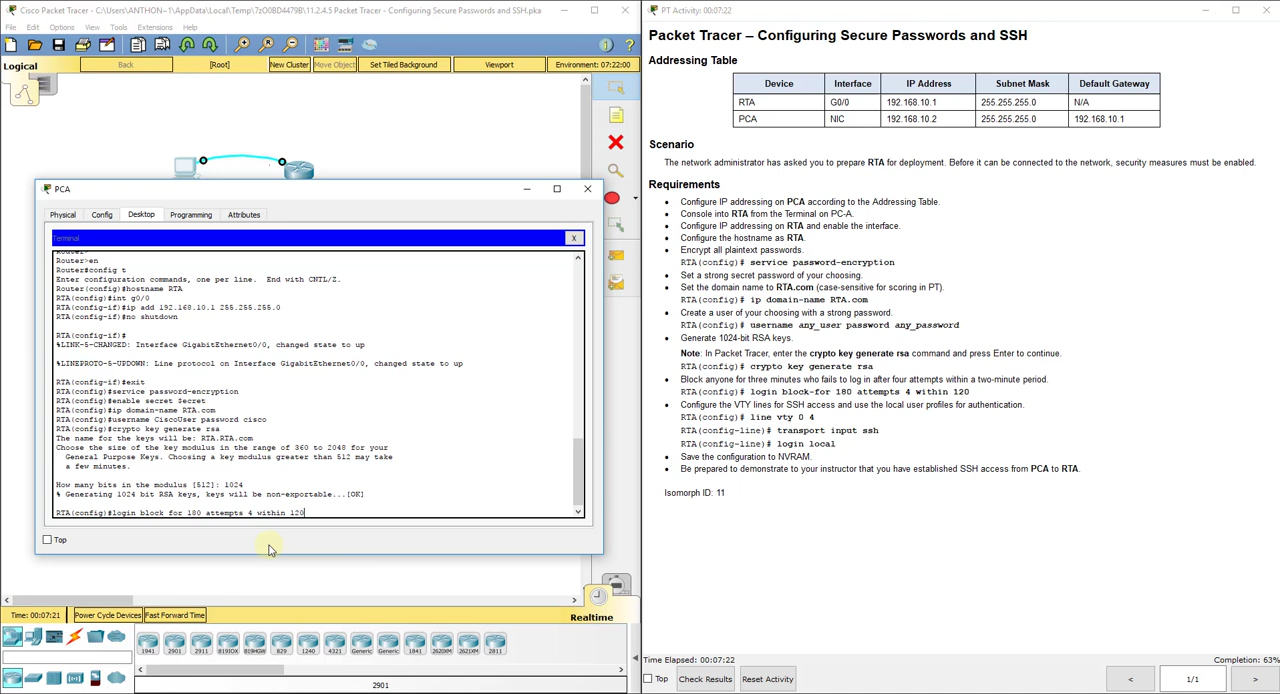 Cisco Packet Tracer - C:\Users\ANTHON~1\AppData\Local\Temp\7zO0BD4479B\11.2.4.5 Packet Tracer - Configuring Secure Passwords and SSH.pka
File Edit Options View Tools Extensions Help
Logical Back [Root] New Cluster Move Object Set Tiled Background Viewport Environment: 07:22:00
PCA
Physical Config Desktop Programming Attributes
Terminal X
Router>
Router>en
Router#config t
Enter configuration commands, one per line. End with CNTL/Z.
Router(config)#hostname RTA
RTA(config)#int g0/0
RTA(config-if)#ip add 192.168.10.1 255.255.255.0
RTA(config-if)#no shutdown
RTA(config-if)#
%LINK-5-CHANGED: Interface GigabitEthernet0/0, changed state to up
%LINEPROTO-5-UPDOWN: Line protocol on Interface GigabitEthernet0/0, changed state to up
RTA(config-if)#exit
RTA(config)#service password-encryption
RTA(config)#enable secret $ecret
RTA(config)#ip domain-name RTA.com
RTA(config)#username CiscoUser password cisco
RTA(config)#crypto key generate rsa
The name for the keys will be: RTA.RTA.com
Choose the size of the key modulus in the range of 360 to 2048 for your
General Purpose Keys. Choosing a key modulus greater than 512 may take
a few minutes.
How many bits in the modulus [512]: 1024
% Generating 1024 bit RSA keys, keys will be non-exportable...[OK]
RTA(config)#login block for 180 attempts 4 within 120
Top
Time: 00:07:21 Power Cycle Devices Fast Forward Time Realtime
1941 2901 2911 819IOX 819HGW 829 1240 4321 Generic Generic 1841 2620XM 2621XM 2811
2901
PT Activity: 00:07:22
Packet Tracer – Configuring Secure Passwords and SSH
Addressing Table
Device Interface IP Address Subnet Mask Default Gateway
RTA G0/0 192.168.10.1 255.255.255.0 N/A
PCA NIC 192.168.10.2 255.255.255.0 192.168.10.1
Scenario
The network administrator has asked you to prepare RTA for deployment. Before it can be connected to the network, security measures must be enabled.
Requirements
• Configure IP addressing on PCA according to the Addressing Table.
• Console into RTA from the Terminal on PC-A.
• Configure IP addressing on RTA and enable the interface.
• Configure the hostname as RTA.
• Encrypt all plaintext passwords.
RTA(config)# service password-encryption
• Set a strong secret password of your choosing.
• Set the domain name to RTA.com (case-sensitive for scoring in PT).
RTA(config)# ip domain-name RTA.com
• Create a user of your choosing with a strong password.
RTA(config)# username any_user password any_password
• Generate 1024-bit RSA keys.
Note: In Packet Tracer, enter the crypto key generate rsa command and press Enter to continue.
RTA(config)# crypto key generate rsa
• Block anyone for three minutes who fails to log in after four attempts within a two-minute period.
RTA(config)# login block-for 180 attempts 4 within 120
• Configure the VTY lines for SSH access and use the local user profiles for authentication.
RTA(config)# line vty 0 4
RTA(config-line)# transport input ssh
RTA(config-line)# login local
• Save the configuration to NVRAM.
• Be prepared to demonstrate to your instructor that you have established SSH access from PCA to RTA.
Isomorph ID: 11
Time Elapsed: 00:07:22 Completion: 63%
Top Check Results Reset Activity < 1/1 >